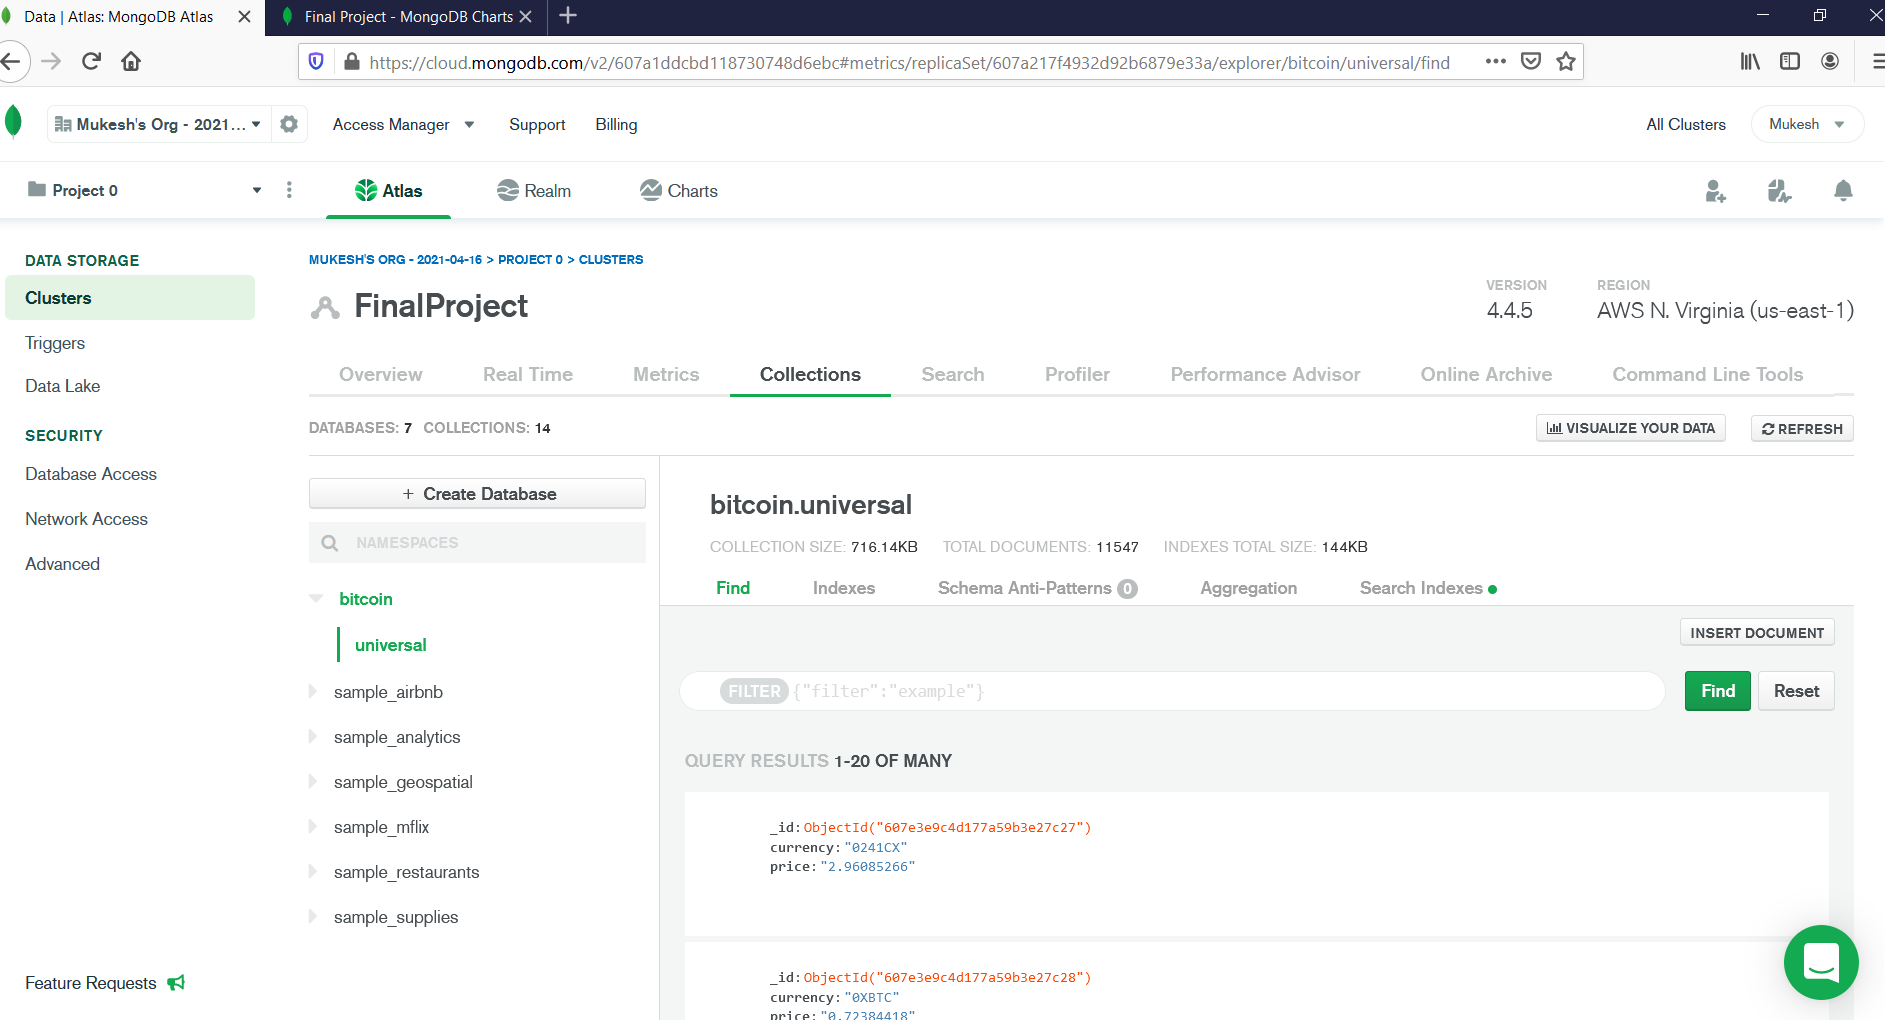 Data | Atlas: MongoDB Atlas
Final Project - MongoDB Charts
https://cloud.mongodb.com/v2/607a1ddcbd118730748d6ebc#metrics/replicaSet/607a217f4932d92b6879e33a/explorer/bitcoin/universal/find
Mukesh's Org - 2021...
Access Manager
Support
Billing
All Clusters
Mukesh
Project 0
Atlas
Realm
Charts
DATA STORAGE
Clusters
Triggers
Data Lake
SECURITY
Database Access
Network Access
Advanced
Feature Requests
MUKESH'S ORG - 2021-04-16 > PROJECT 0 > CLUSTERS
FinalProject
VERSION
4.4.5
REGION
AWS N. Virginia (us-east-1)
Overview
Real Time
Metrics
Collections
Search
Profiler
Performance Advisor
Online Archive
Command Line Tools
DATABASES: 7 COLLECTIONS: 14
VISUALIZE YOUR DATA
REFRESH
+ Create Database
NAMESPACES
bitcoin
universal
sample_airbnb
sample_analytics
sample_geospatial
sample_mflix
sample_restaurants
sample_supplies
bitcoin.universal
COLLECTION SIZE: 716.14KB TOTAL DOCUMENTS: 11547 INDEXES TOTAL SIZE: 144KB
Find
Indexes
Schema Anti-Patterns 0
Aggregation
Search Indexes
INSERT DOCUMENT
FILTER {"filter":"example"}
Find
Reset
QUERY RESULTS 1-20 OF MANY
_id: ObjectId("607e3e9c4d177a59b3e27c27")
currency: "0241CX"
price: "2.96085266"
_id: ObjectId("607e3e9c4d177a59b3e27c28")
currency: "0XBTC"
price: "0.72384418"